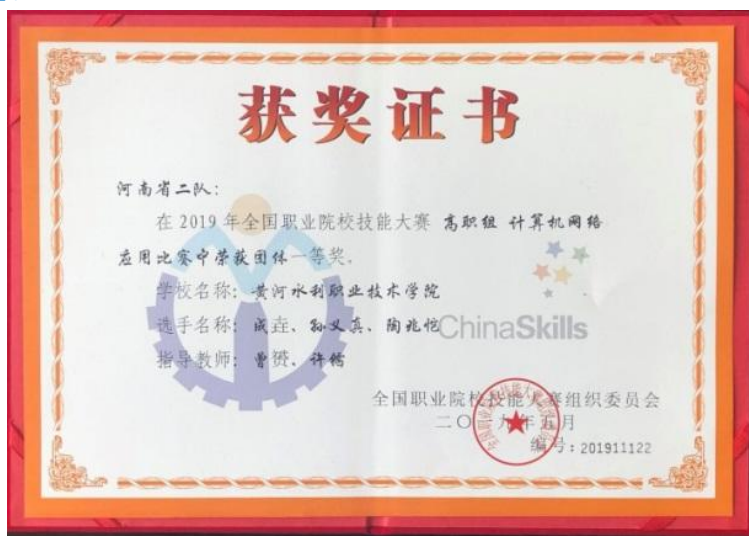 获奖证书
河南省二队：
在 2019 年全国职业院校技能大赛 高职组 计算机网络
应用比赛中荣获团体一等奖。
学校名称：黄河水利职业技术学院
选手名称：成垚、孙义真、陶兆恺
ChinaSkills
指导教师：曾赟、许
全国职业院校技能大赛组织委员会
二〇一九年五月
编号：201911122